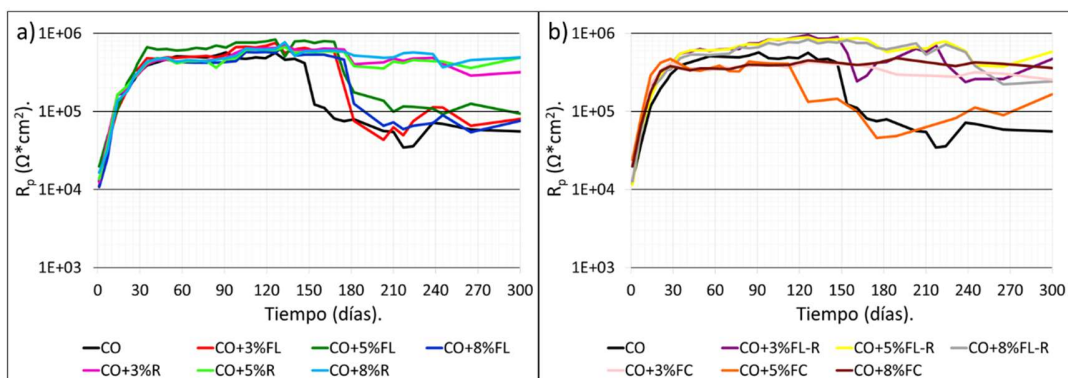 a)
1E+06
1E+05
1E+04
1E+03
Rp (Ω*cm2).
0 30 60 90 120 150 180 210 240 270 300
Tiempo (días).
CO CO+3%FL CO+5%FL CO+8%FL
CO+3%R CO+5%R CO+8%R
b)
1E+06
1E+05
1E+04
1E+03
Rp (Ω*cm2).
0 30 60 90 120 150 180 210 240 270 300
Tiempo (días).
CO CO+3%FL-R CO+5%FL-R CO+8%FL-R
CO+3%FC CO+5%FC CO+8%FC